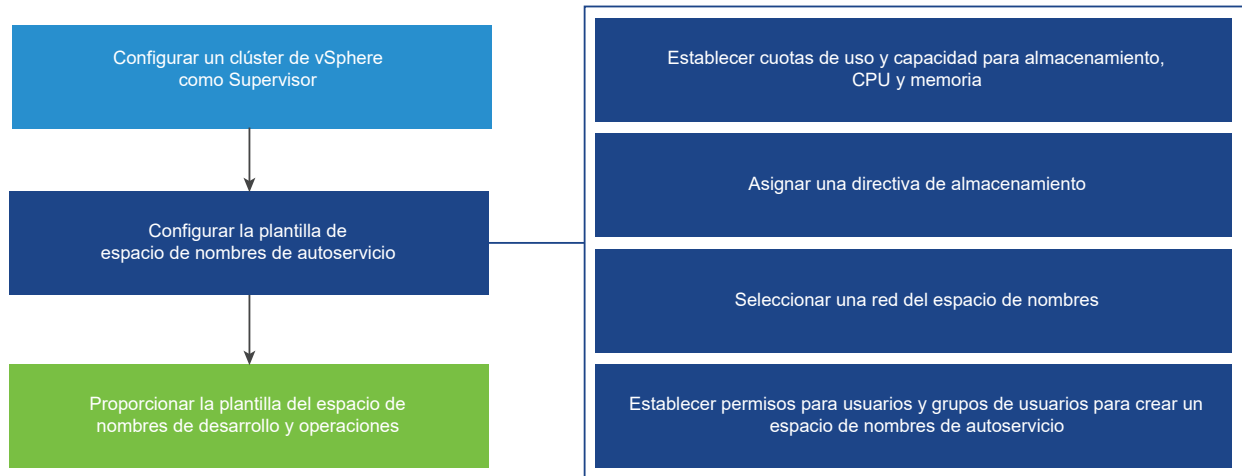 Configurar un clúster de vSphere
como Supervisor
Configurar la plantilla de
espacio de nombres de autoservicio
Proporcionar la plantilla del espacio de
nombres de desarrollo y operaciones
Establecer cuotas de uso y capacidad para almacenamiento,
CPU y memoria
Asignar una directiva de almacenamiento
Seleccionar una red del espacio de nombres
Establecer permisos para usuarios y grupos de usuarios para crear un
espacio de nombres de autoservicio